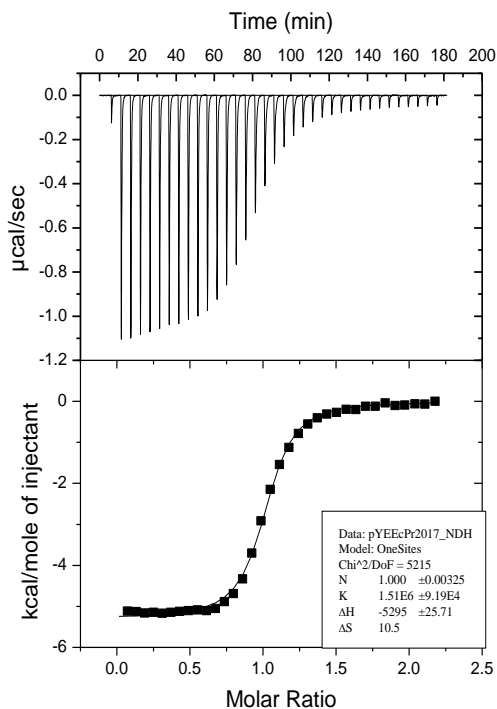 Time (min)
0 20 40 60 80 100 120 140 160 180 200
0.0
-0.2
-0.4
-0.6
-0.8
-1.0
-1.2
µcal/sec
0
-2
-4
-6
kcal/mole of injectant
Data: pYEEcPr2017_NDH
Model: OneSites
Chi^2/DoF = 5215
N 1.000 ±0.00325
K 1.51E6 ±9.19E4
ΔH -5295 ±25.71
ΔS 10.5
0.0 0.5 1.0 1.5 2.0 2.5
Molar Ratio